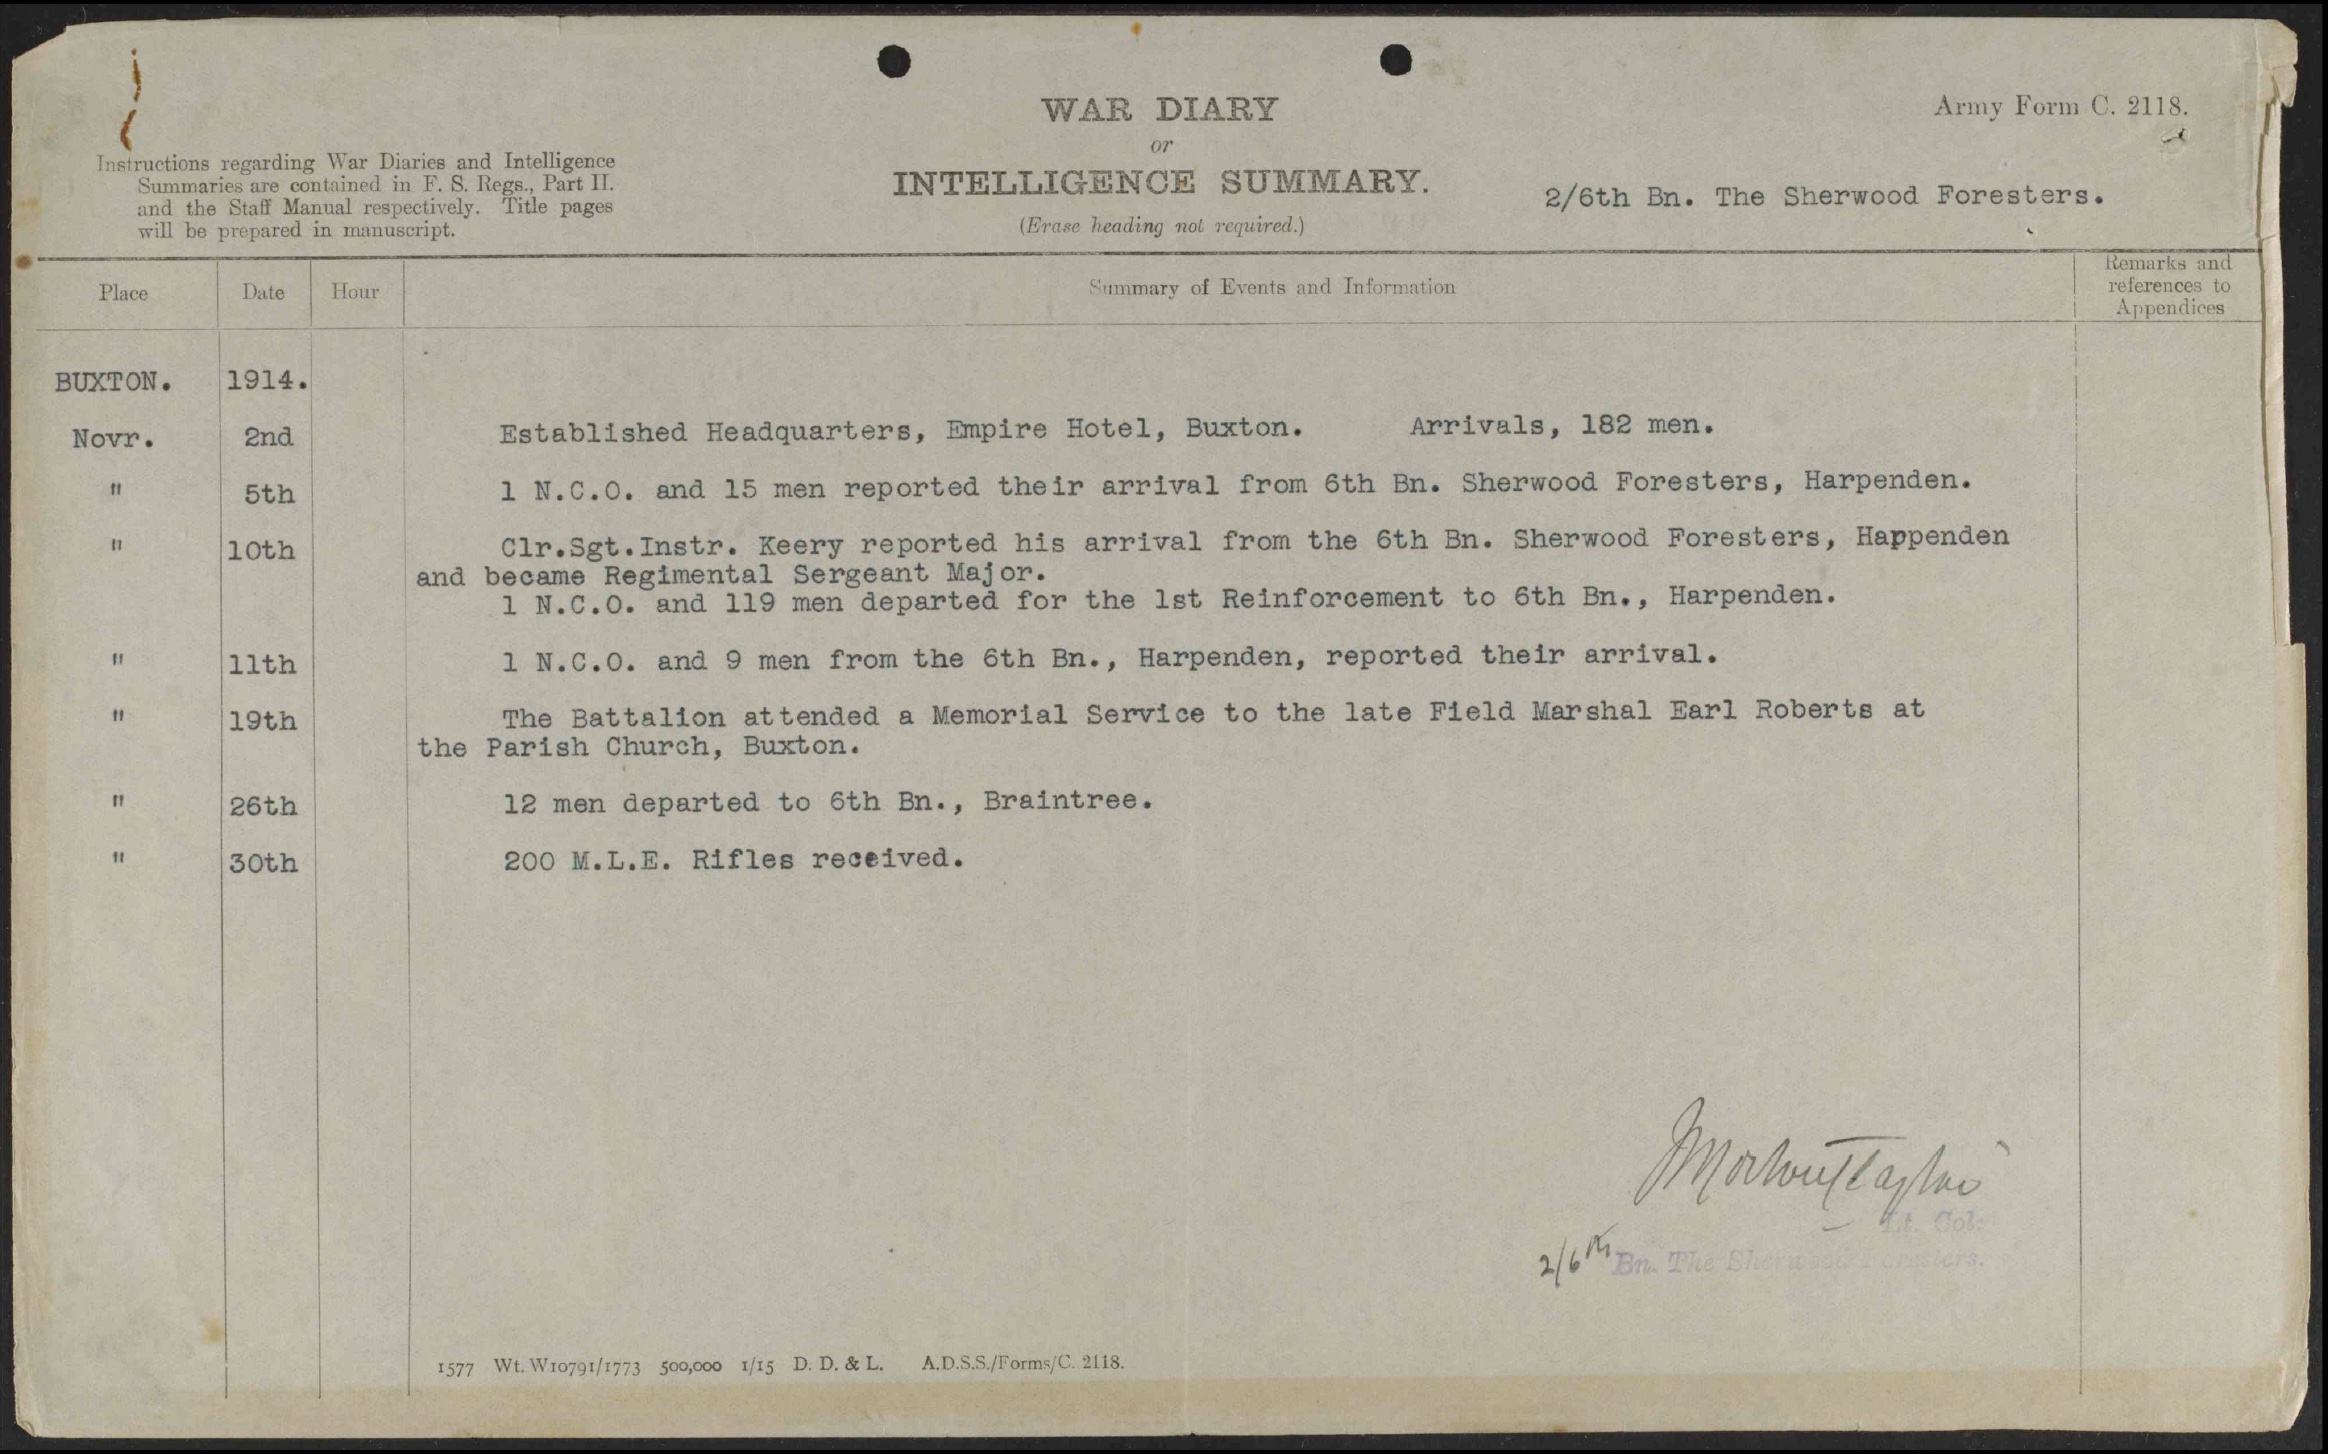 WAR DIARY
or
INTELLIGENCE SUMMARY.
(Erase heading not required.)
Army Form C. 2118.
Instructions regarding War Diaries and Intelligence
Summaries are contained in F. S. Regs., Part II.
and the Staff Manual respectively. Title pages
will be prepared in manuscript.
2/6th Bn. The Sherwood Foresters.
Place Date Hour Summary of Events and Information Remarks and
references to
Appendices
BUXTON. 1914.
Novr. 2nd Established Headquarters, Empire Hotel, Buxton. Arrivals, 182 men.
" 5th 1 N.C.O. and 15 men reported their arrival from 6th Bn. Sherwood Foresters, Harpenden.
" 10th Clr.Sgt.Instr. Keery reported his arrival from the 6th Bn. Sherwood Foresters, Happenden
and became Regimental Sergeant Major.
1 N.C.O. and 119 men departed for the 1st Reinforcement to 6th Bn., Harpenden.
" 11th 1 N.C.O. and 9 men from the 6th Bn., Harpenden, reported their arrival.
" 19th The Battalion attended a Memorial Service to the late Field Marshal Earl Roberts at
the Parish Church, Buxton.
" 26th 12 men departed to 6th Bn., Braintree.
" 30th 200 M.L.E. Rifles received.
Lt. Col:
2/6th Bn. The Sherwood Foresters.
1577 Wt. W10791/1773 500,000 1/15 D. D. & L. A.D.S.S./Forms/C. 2118.